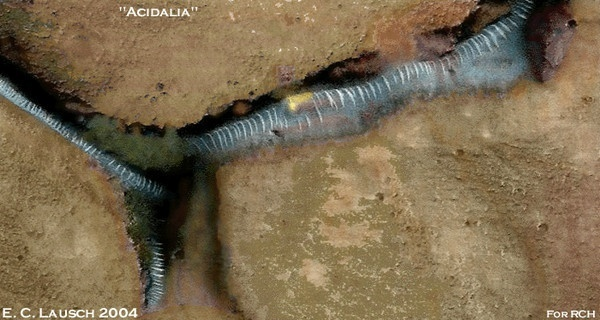 "Acidalia"
E. C. Lausch 2004
For RCH